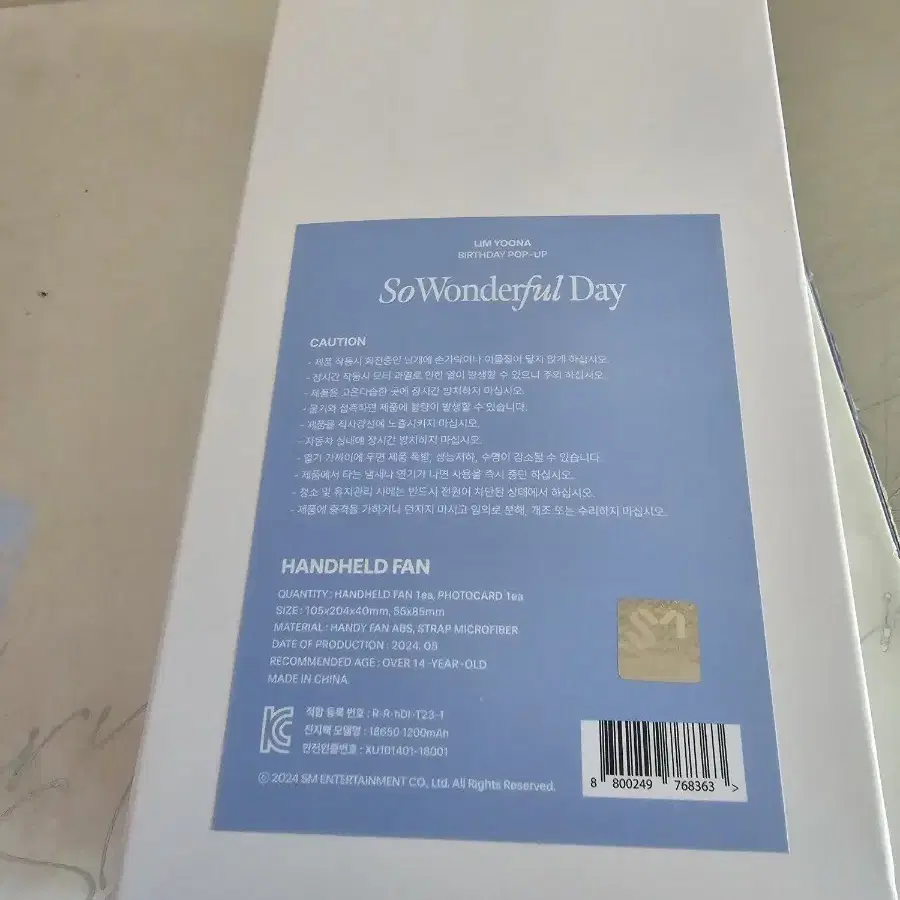 LIM YOONA
BIRTHDAY POP-UP
So Wonderful Day
CAUTION
- 제품 작동시 회전중인 날개에 손가락이나 이물질이 닿지 않게 하십시오.
- 장시간 작동시 모터 과열로 인한 열이 발생할 수 있으니 주의 하십시오.
- 제품을 고온다습한 곳에 장시간 방치하지 마십시오.
- 물기와 접촉하면 제품에 불량이 발생할 수 있습니다.
- 제품을 직사광선에 노출시키지 마십시오.
- 자동차 실내에 장시간 방치하지 마십시오.
- 열기 가까이에 두면 제품 폭발, 성능저하, 수명이 감소될 수 있습니다.
- 제품에서 타는 냄새나 연기가 나면 사용을 즉시 중단 하십시오.
- 청소 및 유지관리 시에는 반드시 전원이 차단된 상태에서 하십시오.
- 제품에 충격을 가하거나 던지지 마시고 임의로 분해, 개조 또는 수리하지 마십시오.
HANDHELD FAN
QUANTITY : HANDHELD FAN 1ea, PHOTOCARD 1ea
SIZE : 105x204x40mm, 55x85mm
MATERIAL : HANDY FAN ABS, STRAP MICROFIBER
DATE OF PRODUCTION : 2024. 05
RECOMMENDED AGE : OVER 14 -YEAR-OLD
MADE IN CHINA
SM
적합 등록 번호 : R-R-hDI-T23-1
전지팩 모델명 : 18650 1200mAh
안전인증번호 : XU101401-18001
© 2024 SM ENTERTAINMENT CO., Ltd. All Rights Reserved.
8 800249 768363 >